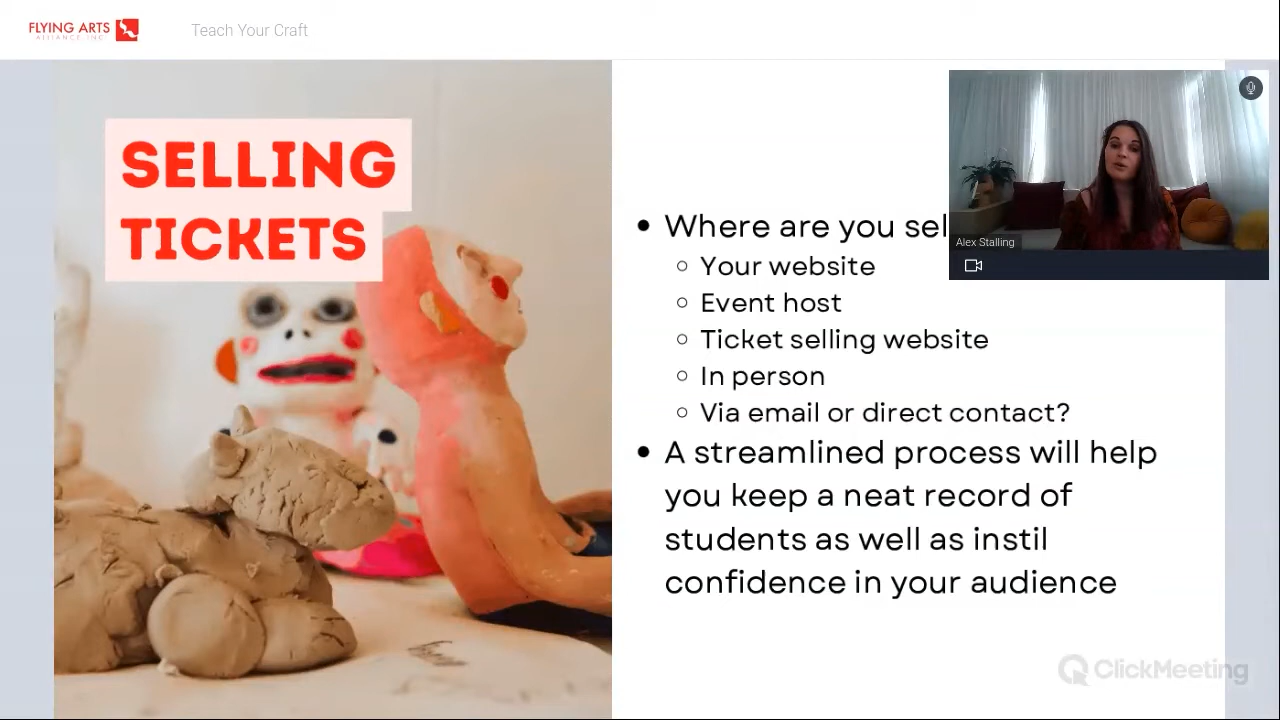 FLYING ARTS
ALLIANCE INC
Teach Your Craft
SELLING
TICKETS
Where are you sel
Your website
Event host
Ticket selling website
In person
Via email or direct contact?
A streamlined process will help
you keep a neat record of
students as well as instil
confidence in your audience
Alex Stalling
ClickMeeting